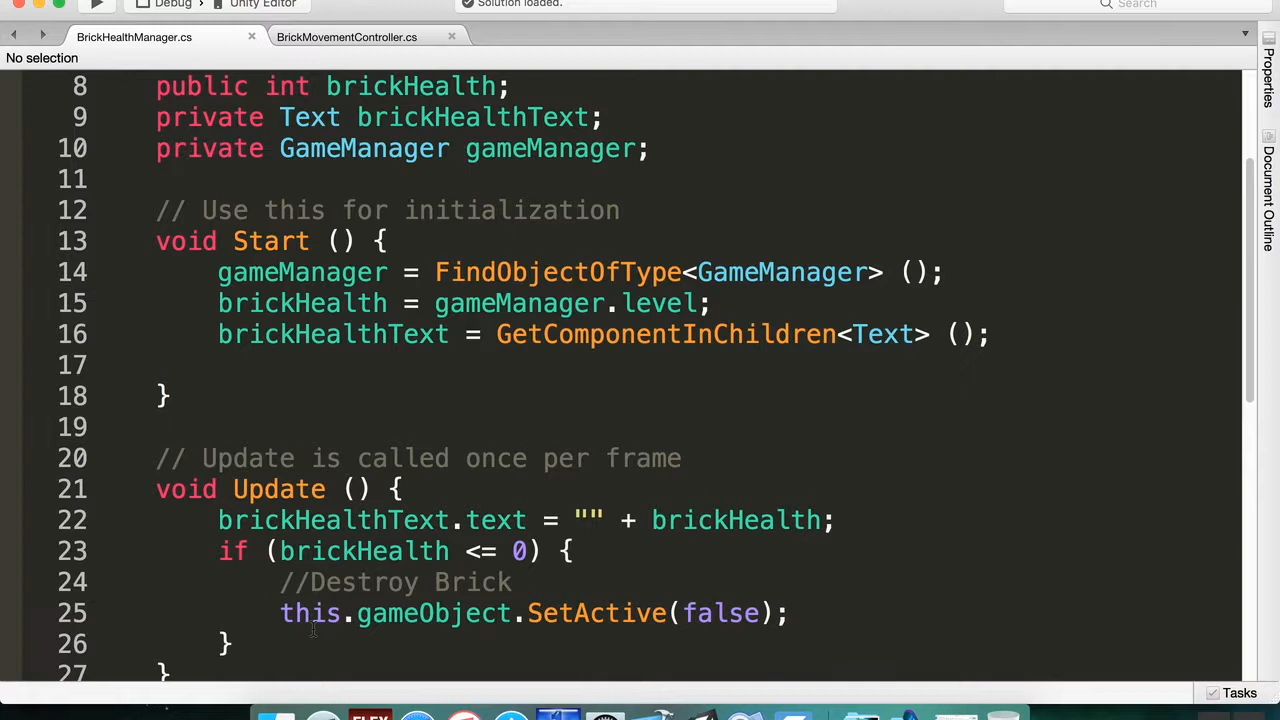 Debug
Unity Editor
Solution loaded.
Search
BrickHealthManager.cs
BrickMovementController.cs
No selection
8 public int brickHealth;
9 private Text brickHealthText;
10 private GameManager gameManager;
11
12 // Use this for initialization
13 void Start () {
14 gameManager = FindObjectOfType<GameManager> ();
15 brickHealth = gameManager.level;
16 brickHealthText = GetComponentInChildren<Text> ();
17
18 }
19
20 // Update is called once per frame
21 void Update () {
22 brickHealthText.text = "" + brickHealth;
23 if (brickHealth <= 0) {
24 //Destroy Brick
25 this.gameObject.SetActive(false);
26 }
27 }
Properties
Document Outline
Tasks
FLEX